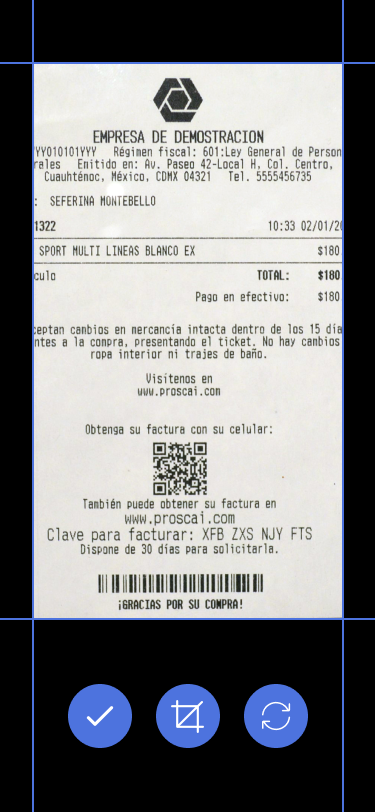 EMPRESA DE DEMOSTRACION
YY010101YYY Régimen fiscal: 601:Ley General de Person
rales Emitido en: Av. Paseo 42-Local H, Col. Centro,
Cuauhténoc, México, CDMX 04321 Tel. 5555456735
: SEFERINA MONTEBELLO
1322 10:33 02/01/20
SPORT MULTI LINEAS BLANCO EX $180
culo TOTAL: $180
Pago en efectivo: $180
ceptan cambios en mercancía intacta dentro de los 15 día
ntes a la compra, presentando el ticket. No hay cambios
ropa interior ni trajes de baño.
Visítenos en
www.proscai.com
Obtenga su factura con su celular:
También puede obtener su factura en
www.proscai.com
Clave para facturar: XFB ZXS NJY FTS
Dispone de 30 días para solicitarla.
¡GRACIAS POR SU COMPRA!